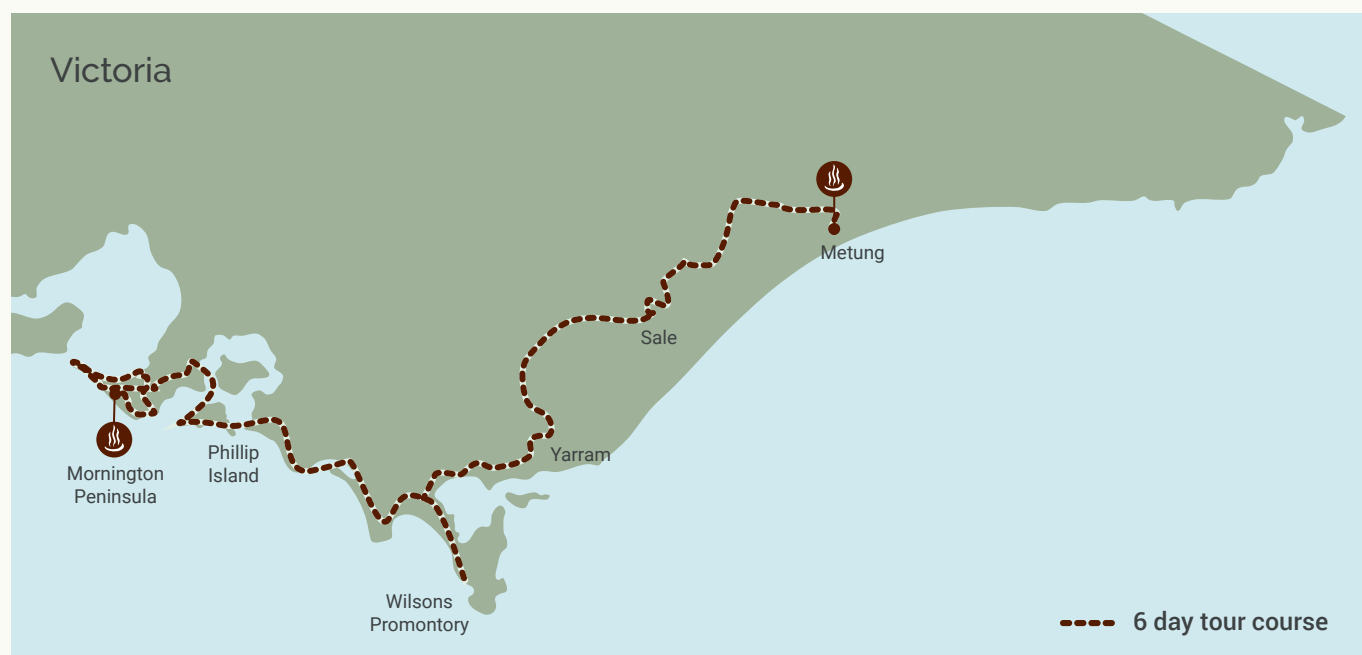 Victoria
Metung
Sale
Yarram
Phillip
Island
Mornington
Peninsula
Wilsons
Promontory
6 day tour course